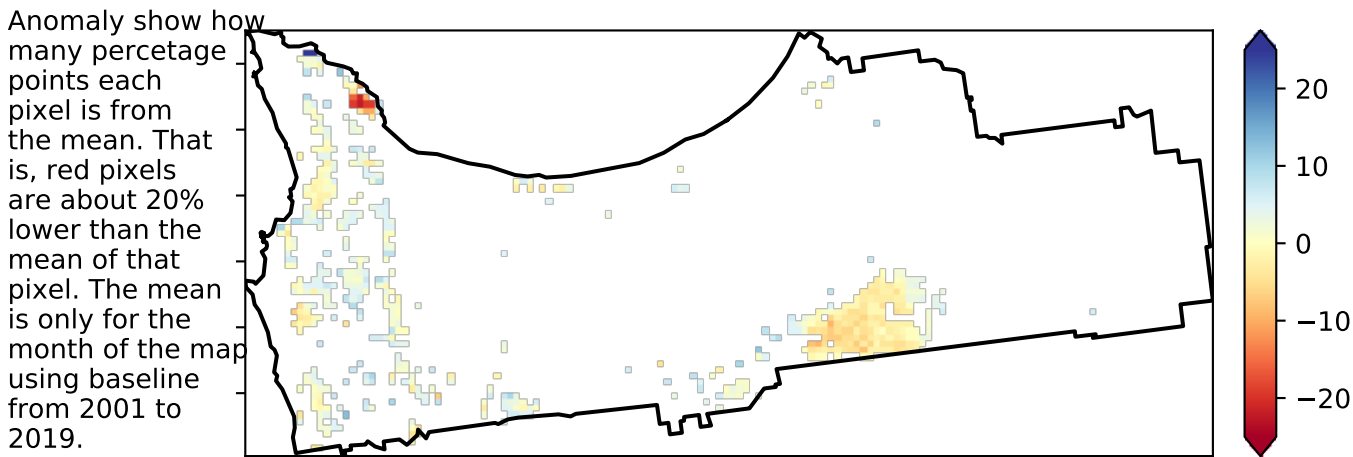 Anomaly show how
many percetage
points each
pixel is from
the mean. That
is, red pixels
are about 20%
lower than the
mean of that
pixel. The mean
is only for the
month of the map
using baseline
from 2001 to
2019.
20
10
0
−10
−20